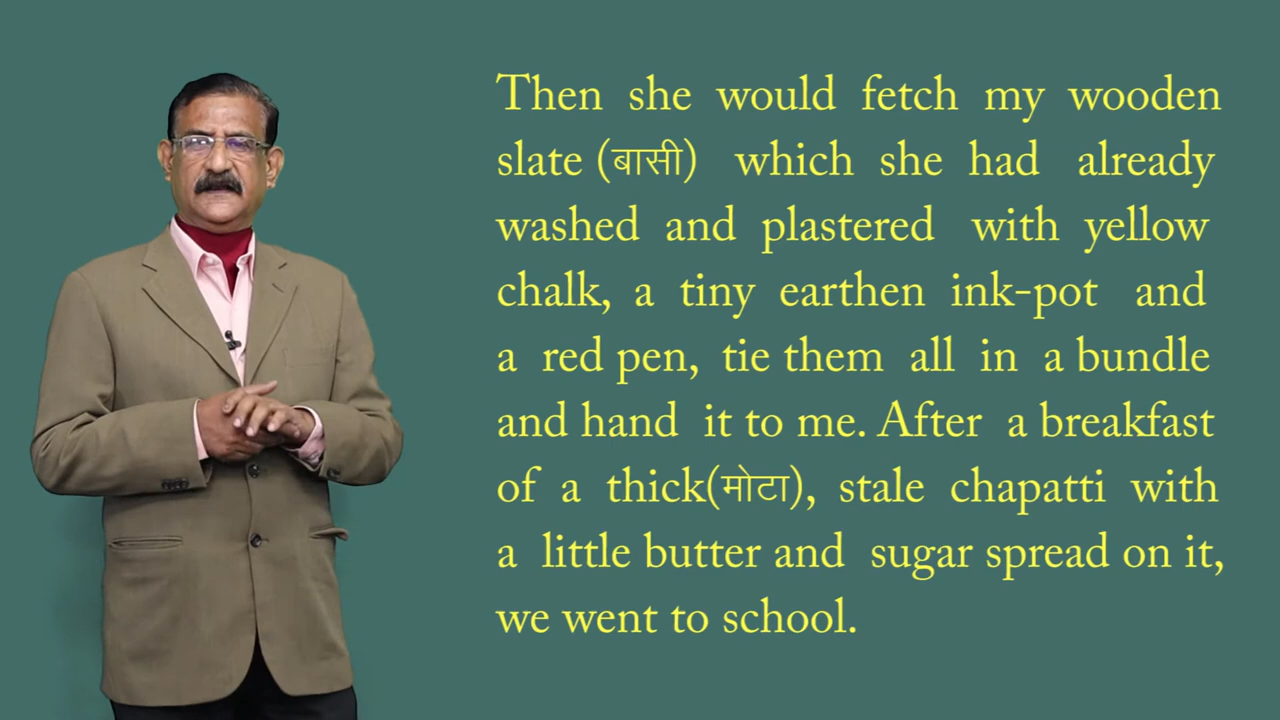 Then she would fetch my wooden
slate (बासी) which she had already
washed and plastered with yellow
chalk, a tiny earthen ink-pot and
a red pen, tie them all in a bundle
and hand it to me. After a breakfast
of a thick(मोटा), stale chapatti with
a little butter and sugar spread on it,
we went to school.